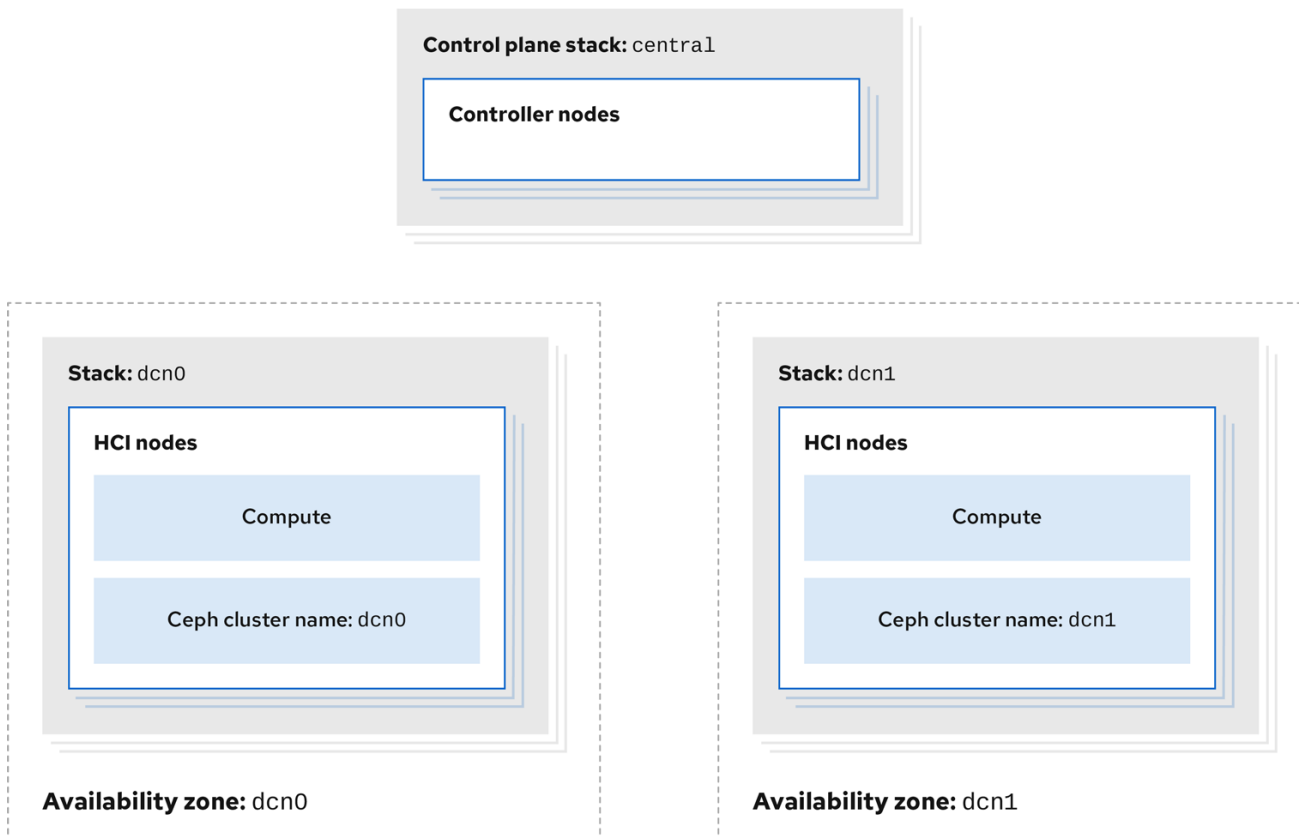 Control plane stack: central
Controller nodes
Stack: dcn0
HCI nodes
Compute
Ceph cluster name: dcn0
Availability zone: dcn0
Stack: dcn1
HCI nodes
Compute
Ceph cluster name: dcn1
Availability zone: dcn1